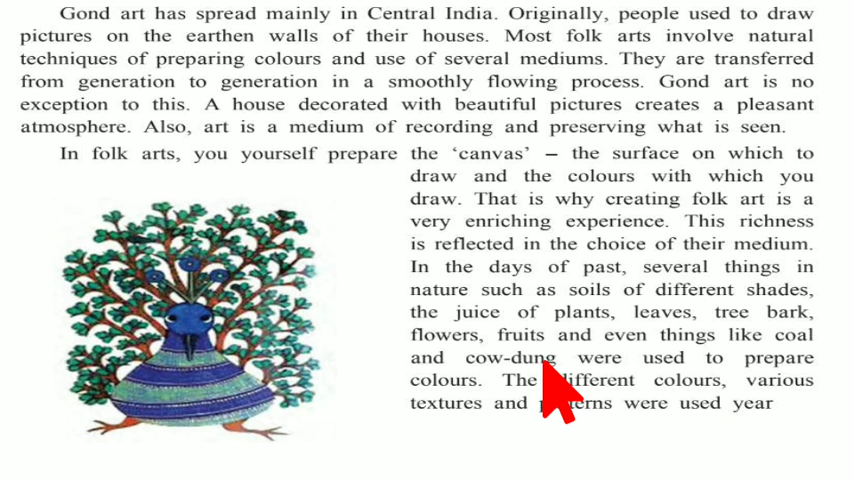 Gond art has spread mainly in Central India. Originally, people used to draw
pictures on the earthen walls of their houses. Most folk arts involve natural
techniques of preparing colours and use of several mediums. They are transferred
from generation to generation in a smoothly flowing process. Gond art is no
exception to this. A house decorated with beautiful pictures creates a pleasant
atmosphere. Also, art is a medium of recording and preserving what is seen.
In folk arts, you yourself prepare the ‘canvas’ – the surface on which to
draw and the colours with which you
draw. That is why creating folk art is a
very enriching experience. This richness
is reflected in the choice of their medium.
In the days of past, several things in
nature such as soils of different shades,
the juice of plants, leaves, tree bark,
flowers, fruits and even things like coal
and cow-dung were used to prepare
colours. The different colours, various
textures and patterns were used year